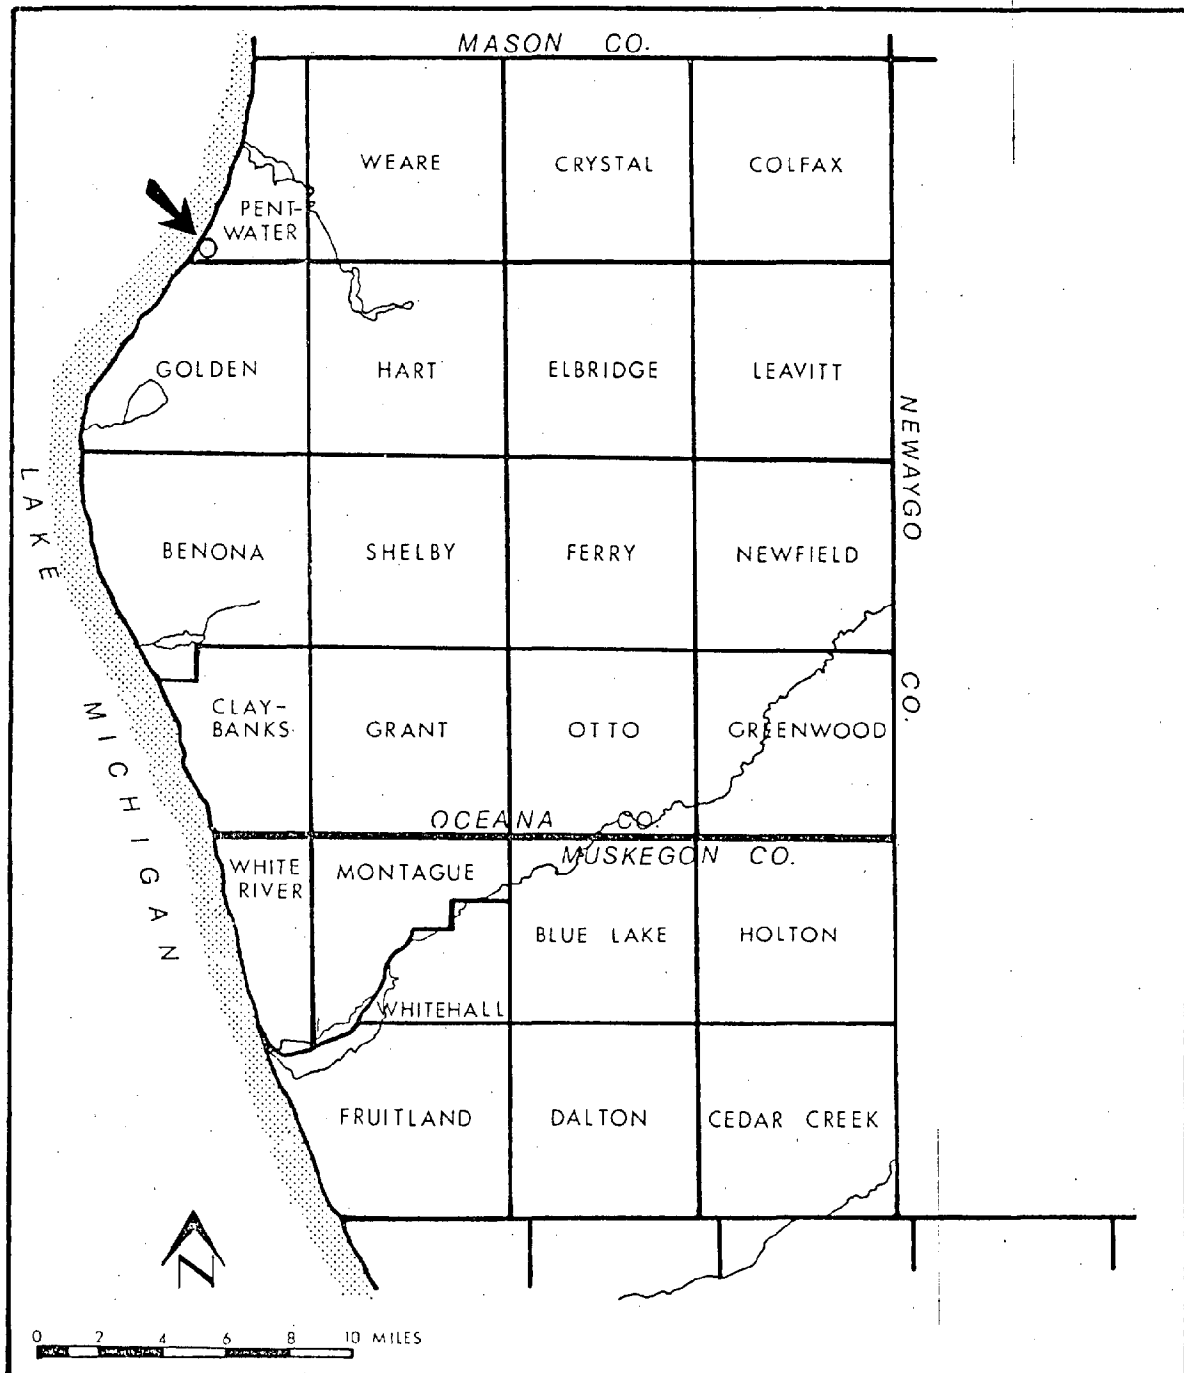 MASON CO.
WEARE CRYSTAL COLFAX
PENT-
WATER
GOLDEN HART ELBRIDGE LEAVITT
NEWAYGO CO.
LAKE MICHIGAN
BENONA SHELBY FERRY NEWFIELD
CLAY-
BANKS GRANT OTTO GREENWOOD
OCEANA CO.
MUSKEGON CO.
WHITE
RIVER
MONTAGUE
BLUE LAKE HOLTON
WHITEHALL
FRUITLAND DALTON CEDAR CREEK
N
0 2 4 6 8 10 MILES